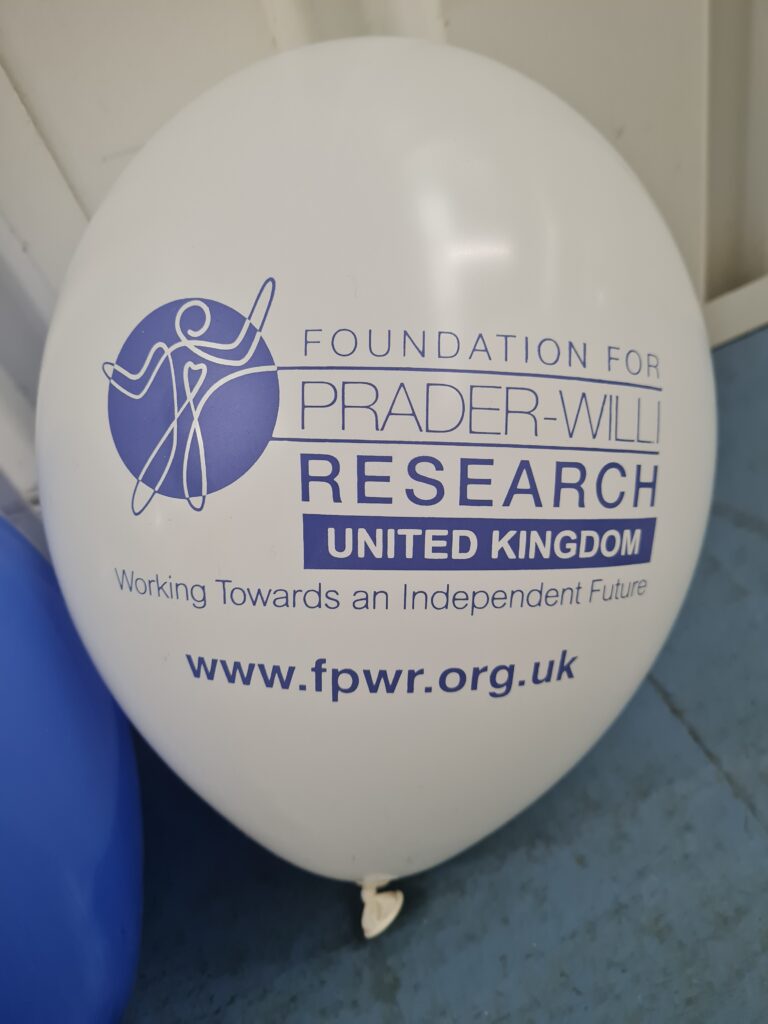 FOUNDATION FOR
PRADER-WILLI
RESEARCH
UNITED KINGDOM
Working Towards an Independent Future
www.fpwr.org.uk